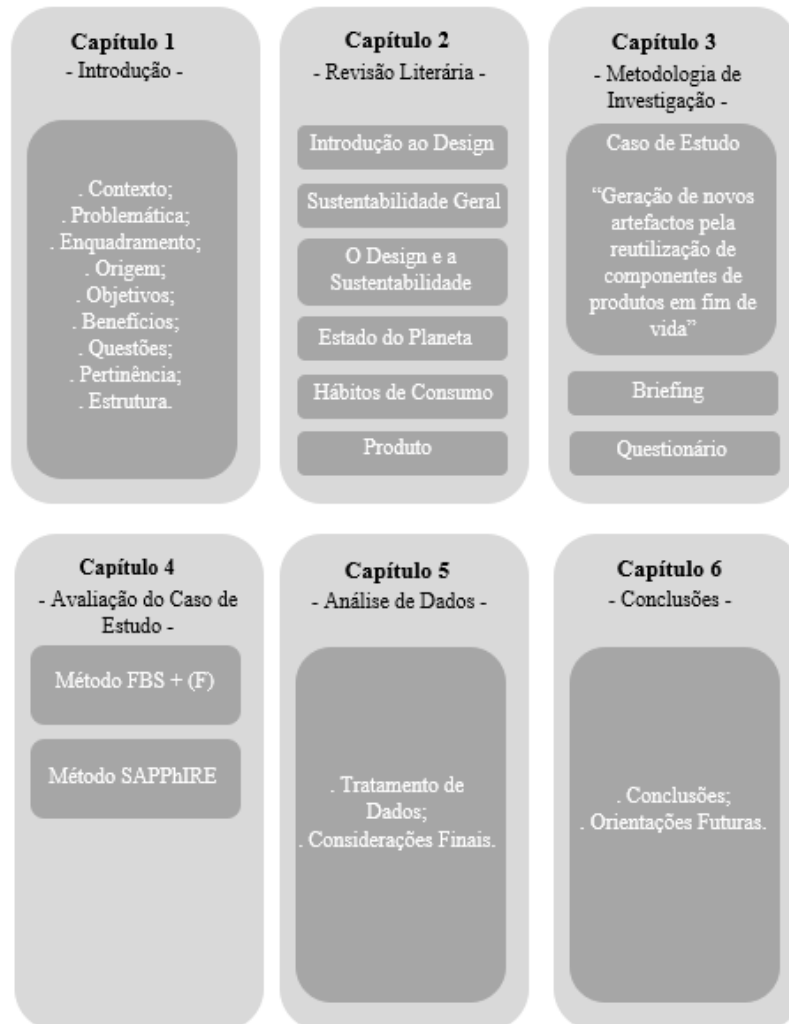 Capítulo 1
- Introdução -
. Contexto;
. Problemática;
. Enquadramento;
. Origem;
. Objetivos;
. Benefícios;
. Questões;
. Pertinência;
. Estrutura.
Capítulo 2
- Revisão Literária -
Introdução ao Design
Sustentabilidade Geral
O Design e a
Sustentabilidade
Estado do Planeta
Hábitos de Consumo
Produto
Capítulo 3
- Metodologia de
Investigação -
Caso de Estudo
“Geração de novos
artefactos pela
reutilização de
componentes de
produtos em fim de
vida”
Briefing
Questionário
Capítulo 4
- Avaliação do Caso de
Estudo -
Método FBS + (F)
Método SAPPhIRE
Capítulo 5
- Análise de Dados -
. Tratamento de
Dados;
. Considerações Finais.
Capítulo 6
- Conclusões -
. Conclusões;
. Orientações Futuras.